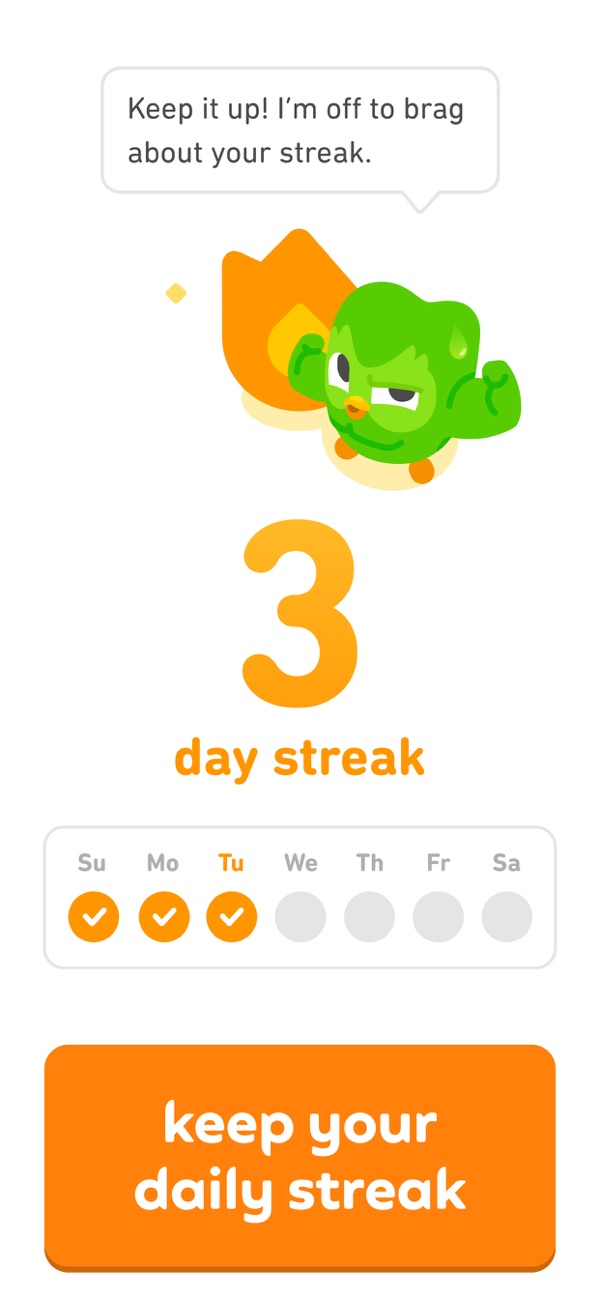 Keep it up! I'm off to brag
about your streak.
3
day streak
Su Mo Tu We Th Fr Sa
keep your
daily streak